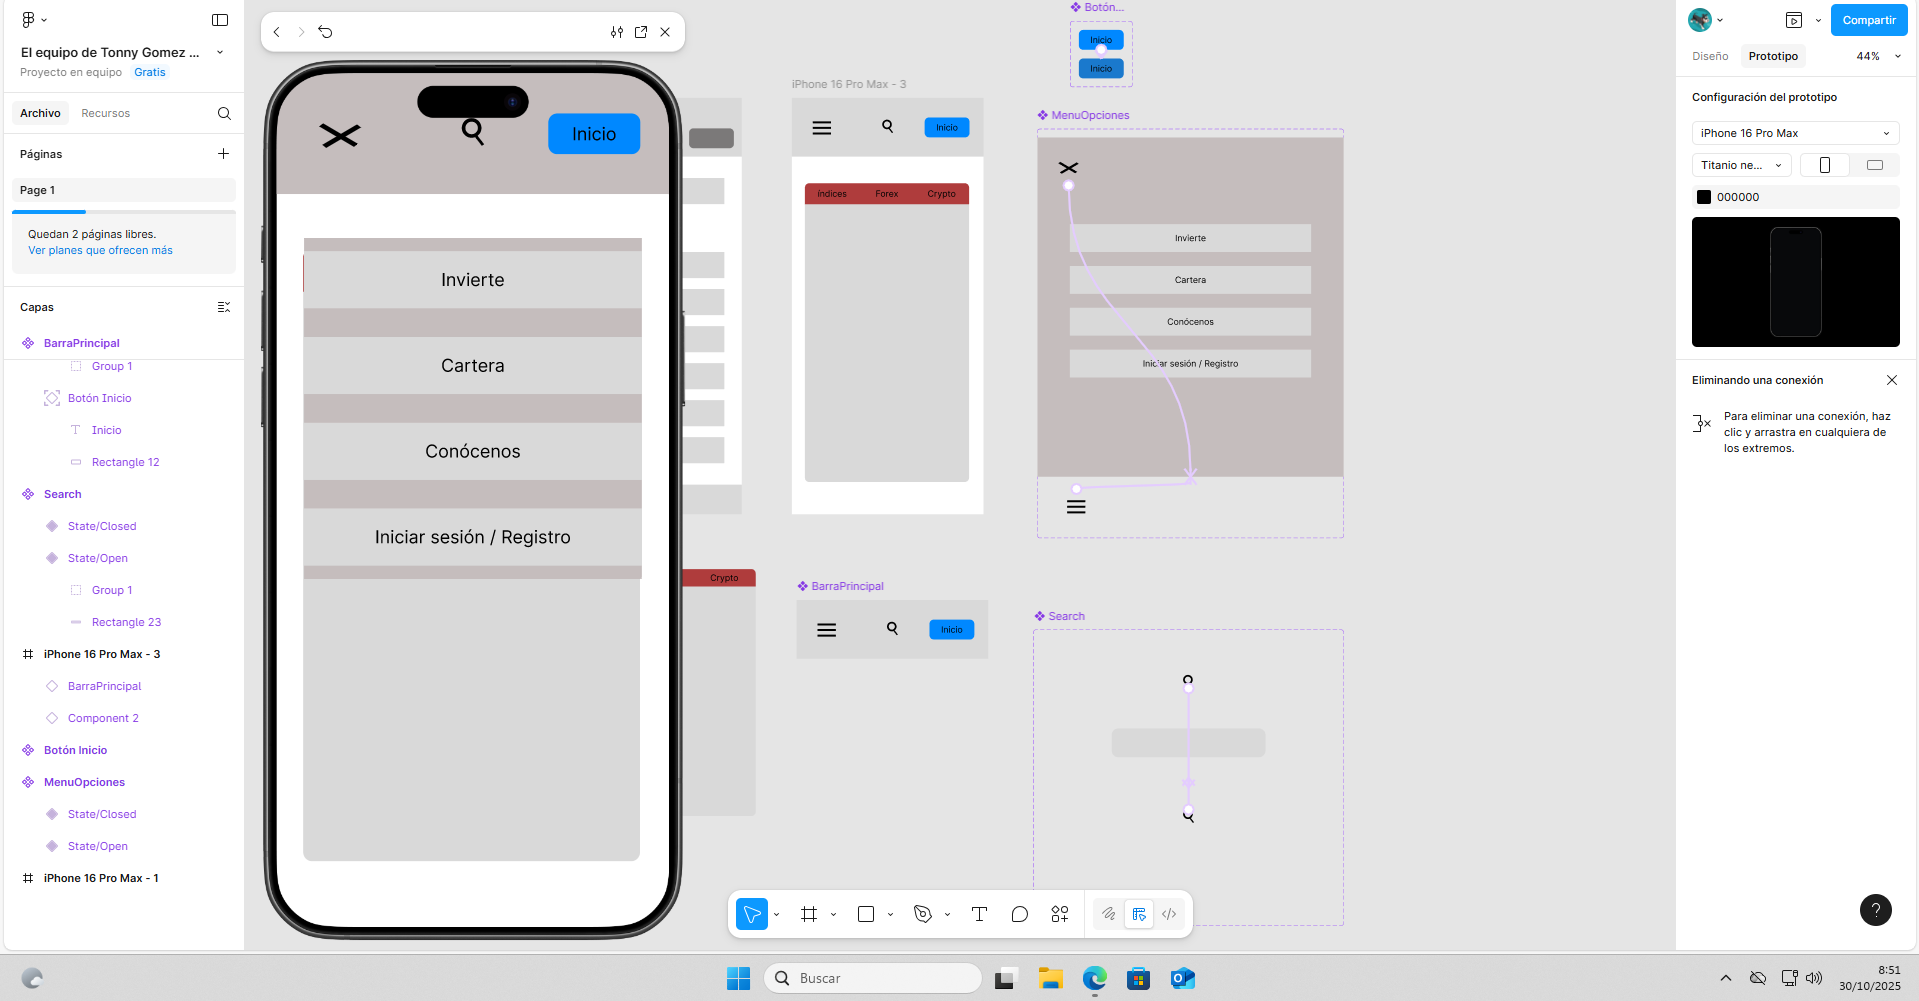 El equipo de Tonny Gomez ...
Proyecto en equipo Gratis
Archivo Recursos
Páginas
Page 1
Quedan 2 páginas libres.
Ver planes que ofrecen más
Capas
BarraPrincipal
Group 1
Botón Inicio
Inicio
Rectangle 12
Search
State/Closed
State/Open
Group 1
Rectangle 23
iPhone 16 Pro Max - 3
BarraPrincipal
Component 2
Botón Inicio
MenuOpciones
State/Closed
State/Open
iPhone 16 Pro Max - 1
Inicio
Invierte
Cartera
Conócenos
Iniciar sesión / Registro
Crypto
iPhone 16 Pro Max - 3
Inicio
Índices Forex Crypto
BarraPrincipal
Inicio
Botón...
Inicio
Inicio
MenuOpciones
Invierte
Cartera
Conócenos
Iniciar sesión / Registro
Search
Compartir
Diseño Prototipo 44%
Configuración del prototipo
iPhone 16 Pro Max
Titanio ne...
000000
Eliminando una conexión
Para eliminar una conexión, haz
clic y arrastra en cualquiera de
los extremos.
?
Buscar
8:51
30/10/2025